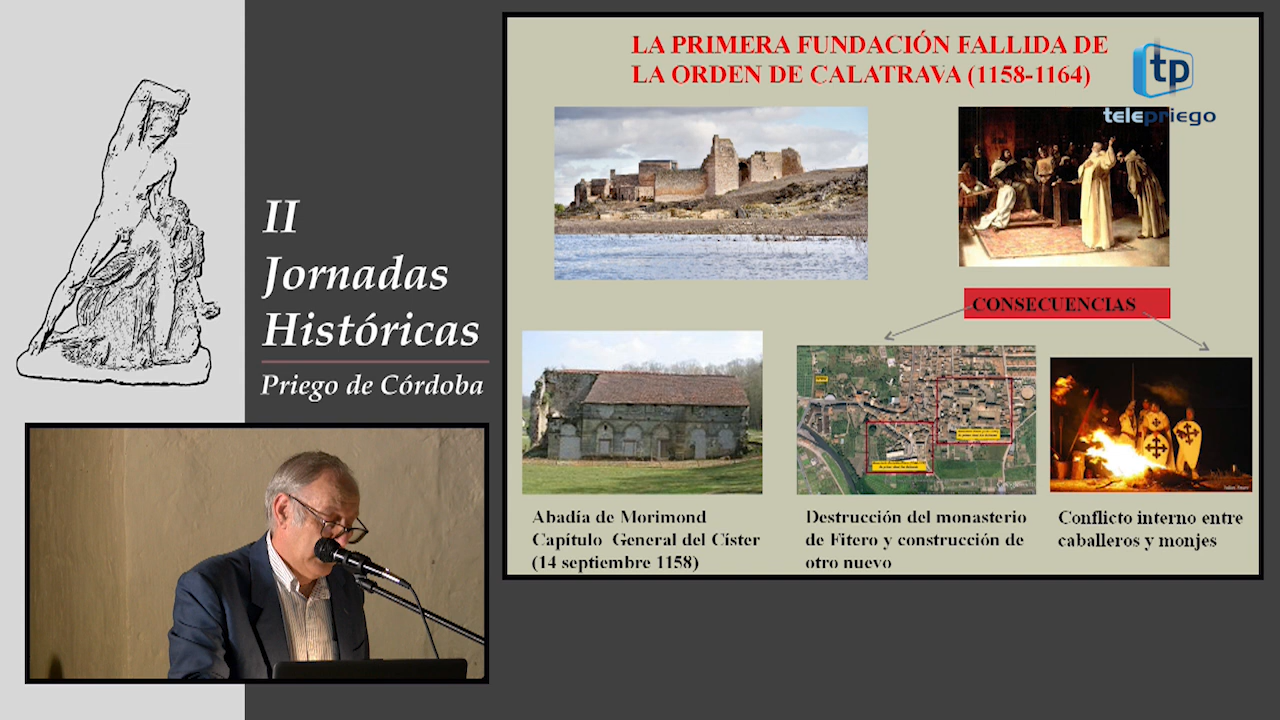 II
Jornadas
Históricas
Priego de Córdoba
LA PRIMERA FUNDACIÓN FALLIDA DE
LA ORDEN DE CALATRAVA (1158-1164)
tp
telepriego
CONSECUENCIAS
Abadía de Morimond
Capítulo General del Císter
(14 septiembre 1158)
Destrucción del monasterio
de Fitero y construcción de
otro nuevo
Conflicto interno entre
caballeros y monjes